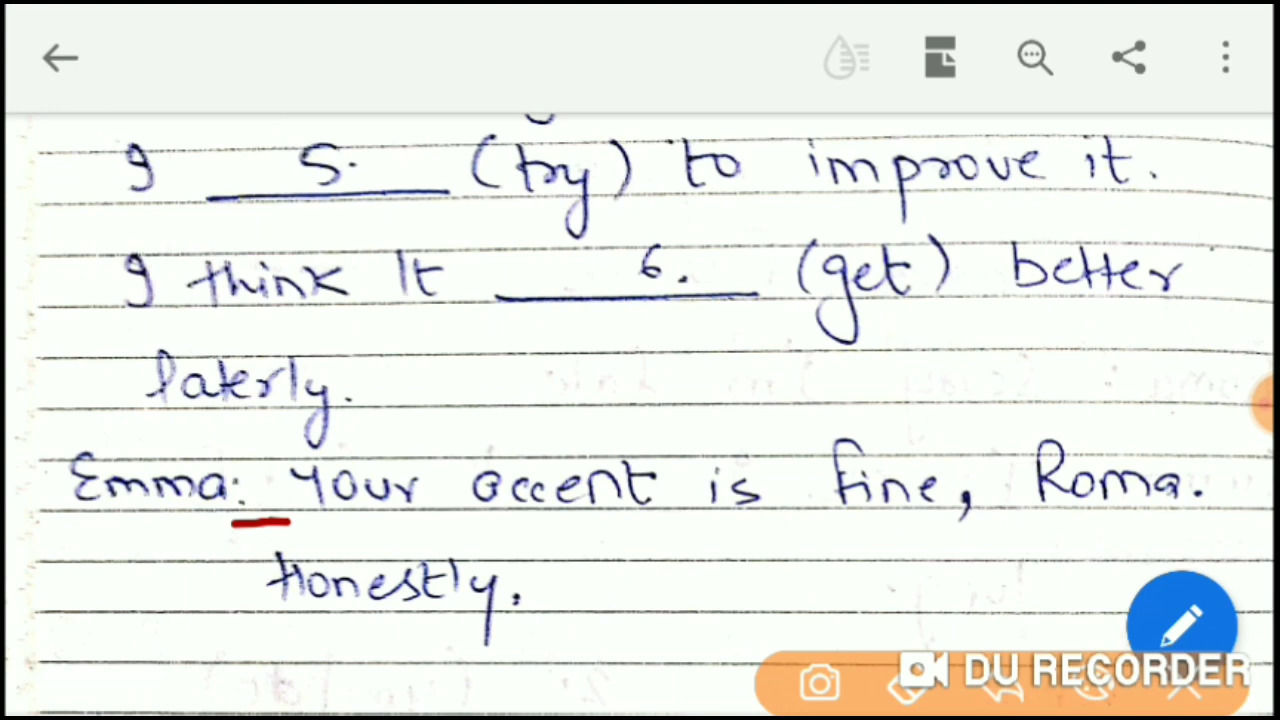 I 5. (try) to improve it.
I think It 6. (get) better
laterly.
Emma: Your accent is fine, Roma.
Honestly.
DU RECORDER